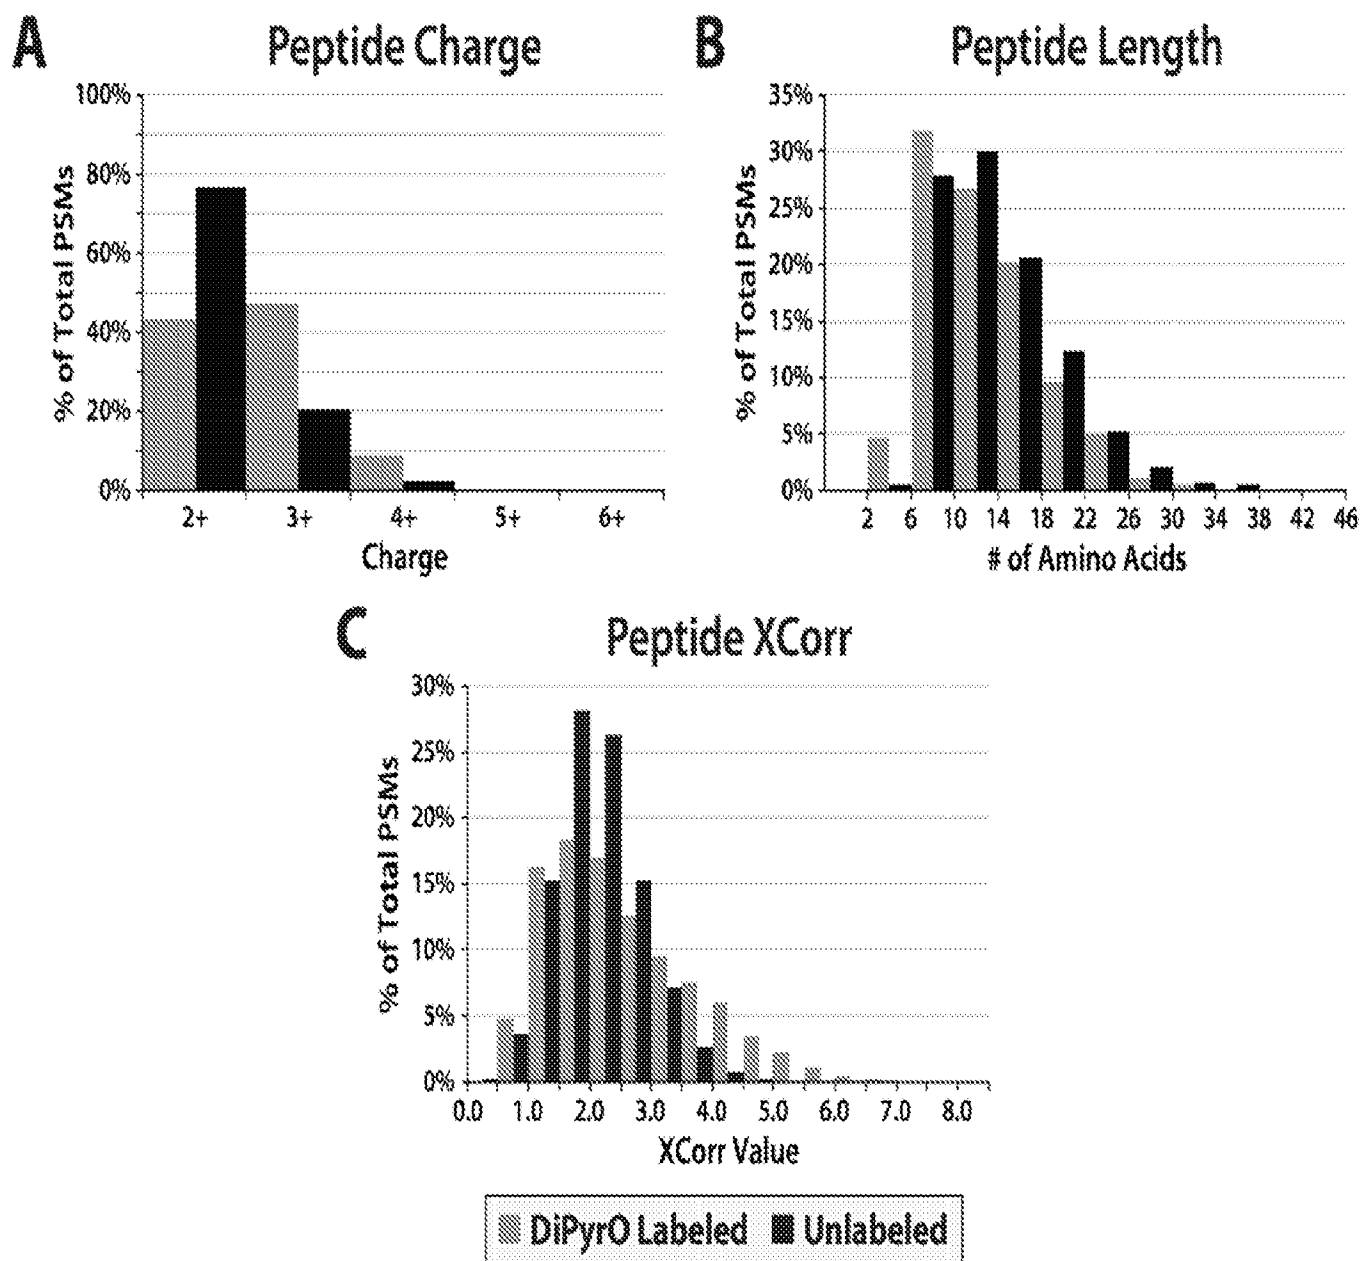 A
Peptide Charge
100%
80%
60%
40%
20%
0%
% of Total PSMs
2+ 3+ 4+ 5+ 6+
Charge
B
Peptide Length
35%
30%
25%
20%
15%
10%
5%
0%
% of Total PSMs
2 6 10 14 18 22 26 30 34 38 42 46
# of Amino Acids
C
Peptide XCorr
30%
25%
20%
15%
10%
5%
0%
% of Total PSMs
0.0 1.0 2.0 3.0 4.0 5.0 6.0 7.0 8.0
XCorr Value
DiPyrO Labeled Unlabeled